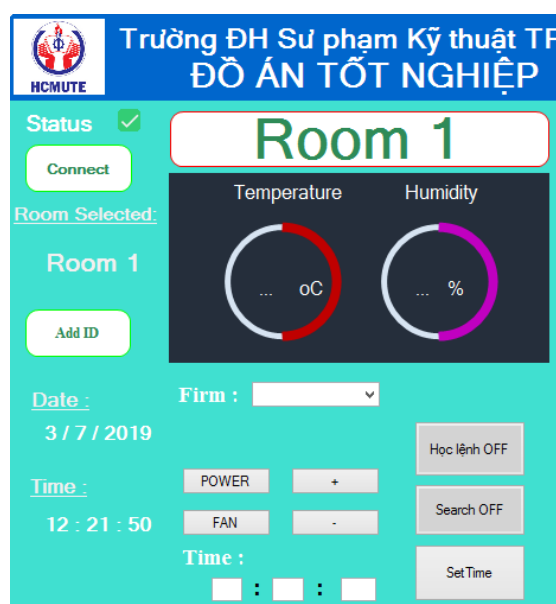 Trường ĐH Sư phạm Kỹ thuật TP
HCMUTE
ĐỒ ÁN TỐT NGHIỆP
Status
Room 1
Connect
Temperature
Humidity
Room Selected:
Room 1
... oC
... %
Add ID
Date :
3 / 7 / 2019
Firm :
Học lệnh OFF
Time :
12 : 21 : 50
POWER
+
FAN
-
Search OFF
Time :
: :
SetTime